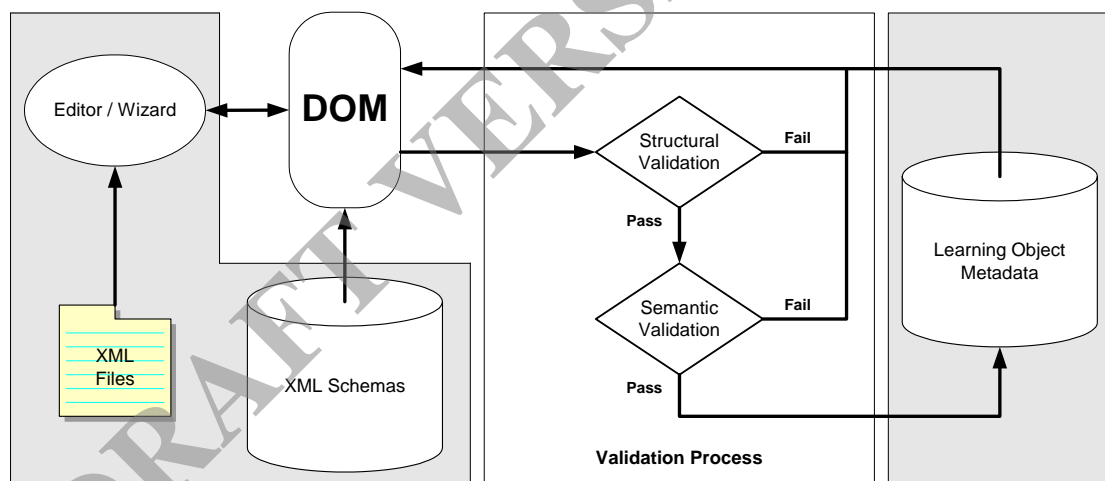 Editor / Wizard
DOM
XML
Files
XML Schemas
Structural
Validation
Fail
Pass
Semantic
Validation
Fail
Pass
Validation Process
Learning Object
Metadata
DRAFT VERS